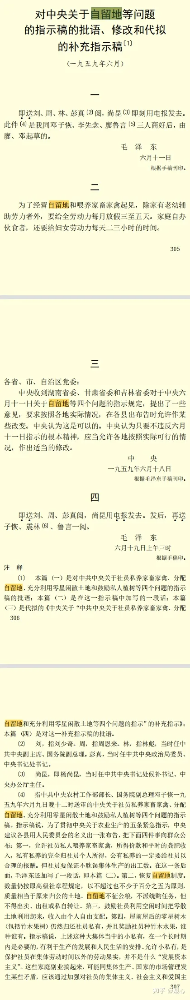 对中央关于自留地等问题
的指示稿的批语、修改和代拟
的补充指示稿〔1〕
(一九五九年六月)
一
即送刘、周、林、彭真〔2〕阅，尚昆〔3〕即刻用电报发去。
此件〔4〕是我同邓子恢、李先念、廖鲁言〔5〕三人商好后，由
廖、邓起草的。
毛 泽 东
六月十一日
根据手稿刊印。
二
为了经营自留地和喂养家畜家禽起见，除家有老幼辅
助劳力者外，要给全劳动力每月放假三至五天。家庭自办
伙食者，还要给妇女劳动力每天二三小时的时间。
305
三
各省、市、自治区党委：
中央收到湖南省委、甘肃省委和吉林省委对于中央六
月十一日关于自留地等四个问题的指示规定，提出了一些
意见，要求按照各地实际情况，在各县出布告时允许作某
些改变。中央认为这是可以的。中央认为只要不违反六月
十一日指示的根本精神，应当允许各地按照实际可行的情
况，作出适当的修改。
中 央
一九五九年六月十八日
根据毛泽东手稿刊印。
四
即送刘、周、彭真阅，尚昆用电报发去。发后，再送
子恢、震林〔6〕、鲁言一阅。
毛 泽 东
六月十九日上午三时
根据手稿刊印。
注 释
〔1〕 本篇（一）是对中共中央关于社员私养家畜家禽、分配
自留地、充分利用零星闲散土地和鼓励私人植树等四个问题的指示
稿的批语；本篇（二）是在这一指示稿中加写的一段话；本篇
（三）是代拟的《中央关于“中共中央关于社员私养家畜家禽、分配
306
自留地和充分利用零星闲散土地等四个问题的指示”的补充指示》；
本篇（四）是对这一补充指示稿的批语。
〔2〕 刘，指刘少奇。周，指周恩来。林，指林彪，当时任中
共中央副主席、国务院副总理。彭真，当时任中共中央政治局委员、
中央书记处书记。
〔3〕 尚昆，即杨尚昆，当时任中共中央书记处候补书记、中
央办公厅主任。
〔4〕 指中共中央农村工作部部长、国务院副总理邓子恢一九
五九年六月九日晚十二时送审的中央关于社员私养家畜家禽、分配
自留地、充分利用零星闲散土地和鼓励私人植树等四个问题的指示
稿。指示稿说，为了贯彻中央关于农业生产的五条紧急指示，中央
建议各县用人民委员会的名义出一张布告，把下面四件事向群众公
布：第一，允许社员私人喂养家畜家禽，所得价款和平时的粪肥收
入，私有私养的完全归社员个人所得，公有私养的一定要给社员以
合理的报酬。但社员要保证不耽误集体生产的出工数。在这一条后
面，毛泽东还加写了一段话，即本篇（二）。第二，恢复自留地制度。
数量仍按原高级社章程规定，以不超过也不少于百分之五为原则，
质量相当于原来归公的土地。自留地不征公粮，不派统购任务，但
不得出卖、出租或私自转让。第三，鼓励社员利用空闲时间把零散
土地利用起来，收入由个人自由支配。第四，屋前屋后的零星树木
（包括竹木果树）仍然归还社员私有，并且奖励社员种竹木水果，谁
种谁有。指示稿说，上述这种大集体当中的小私有，在一个长时期
内是必要的，有利于生产的发展和人民生活的安排。允许小私有，是
保护社员在集体劳动时间以外的劳动果实，并不是什么“发展资本
主义”。这些家庭副业搞起来，可能同集体生产、国家的市场管理发
生某些矛盾，应该通过加强对社员的集体主义、社会主义和爱国主
307
知乎 @观心